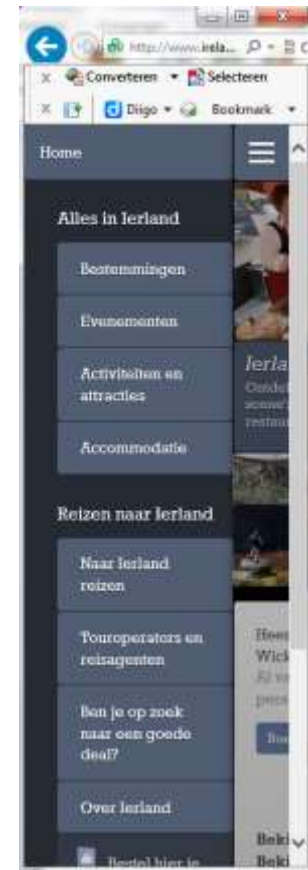 http://www.irela...
x Converteren Selecteren
x Diigo Bookmark
Home
Alles in Ierland
Bestemmingen
Evenementen
Activiteiten en
attracties
Accommodatie
Ierla
Reizen naar Ierland
Naar Ierland
reizen
Touroperators en
reisagenten
Ben je op zoek
naar een goede
deal?
Over Ierland
Bestel hier je
Wick
Beki
Beki